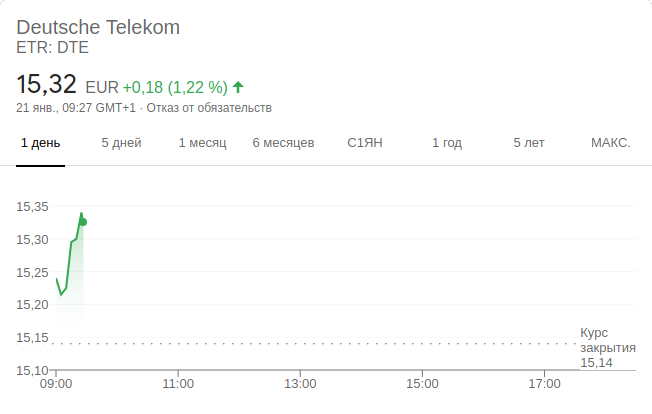 Deutsche Telekom
ETR: DTE
15,32 EUR +0,18 (1,22 %)
21 янв., 09:27 GMT+1 · Отказ от обязательств
1 день 5 дней 1 месяц 6 месяцев С1ЯН 1 год 5 лет МАКС.
15,35
15,30
15,25
15,20
15,15
15,10
Курс
закрытия
15,14
09:00 11:00 13:00 15:00 17:00